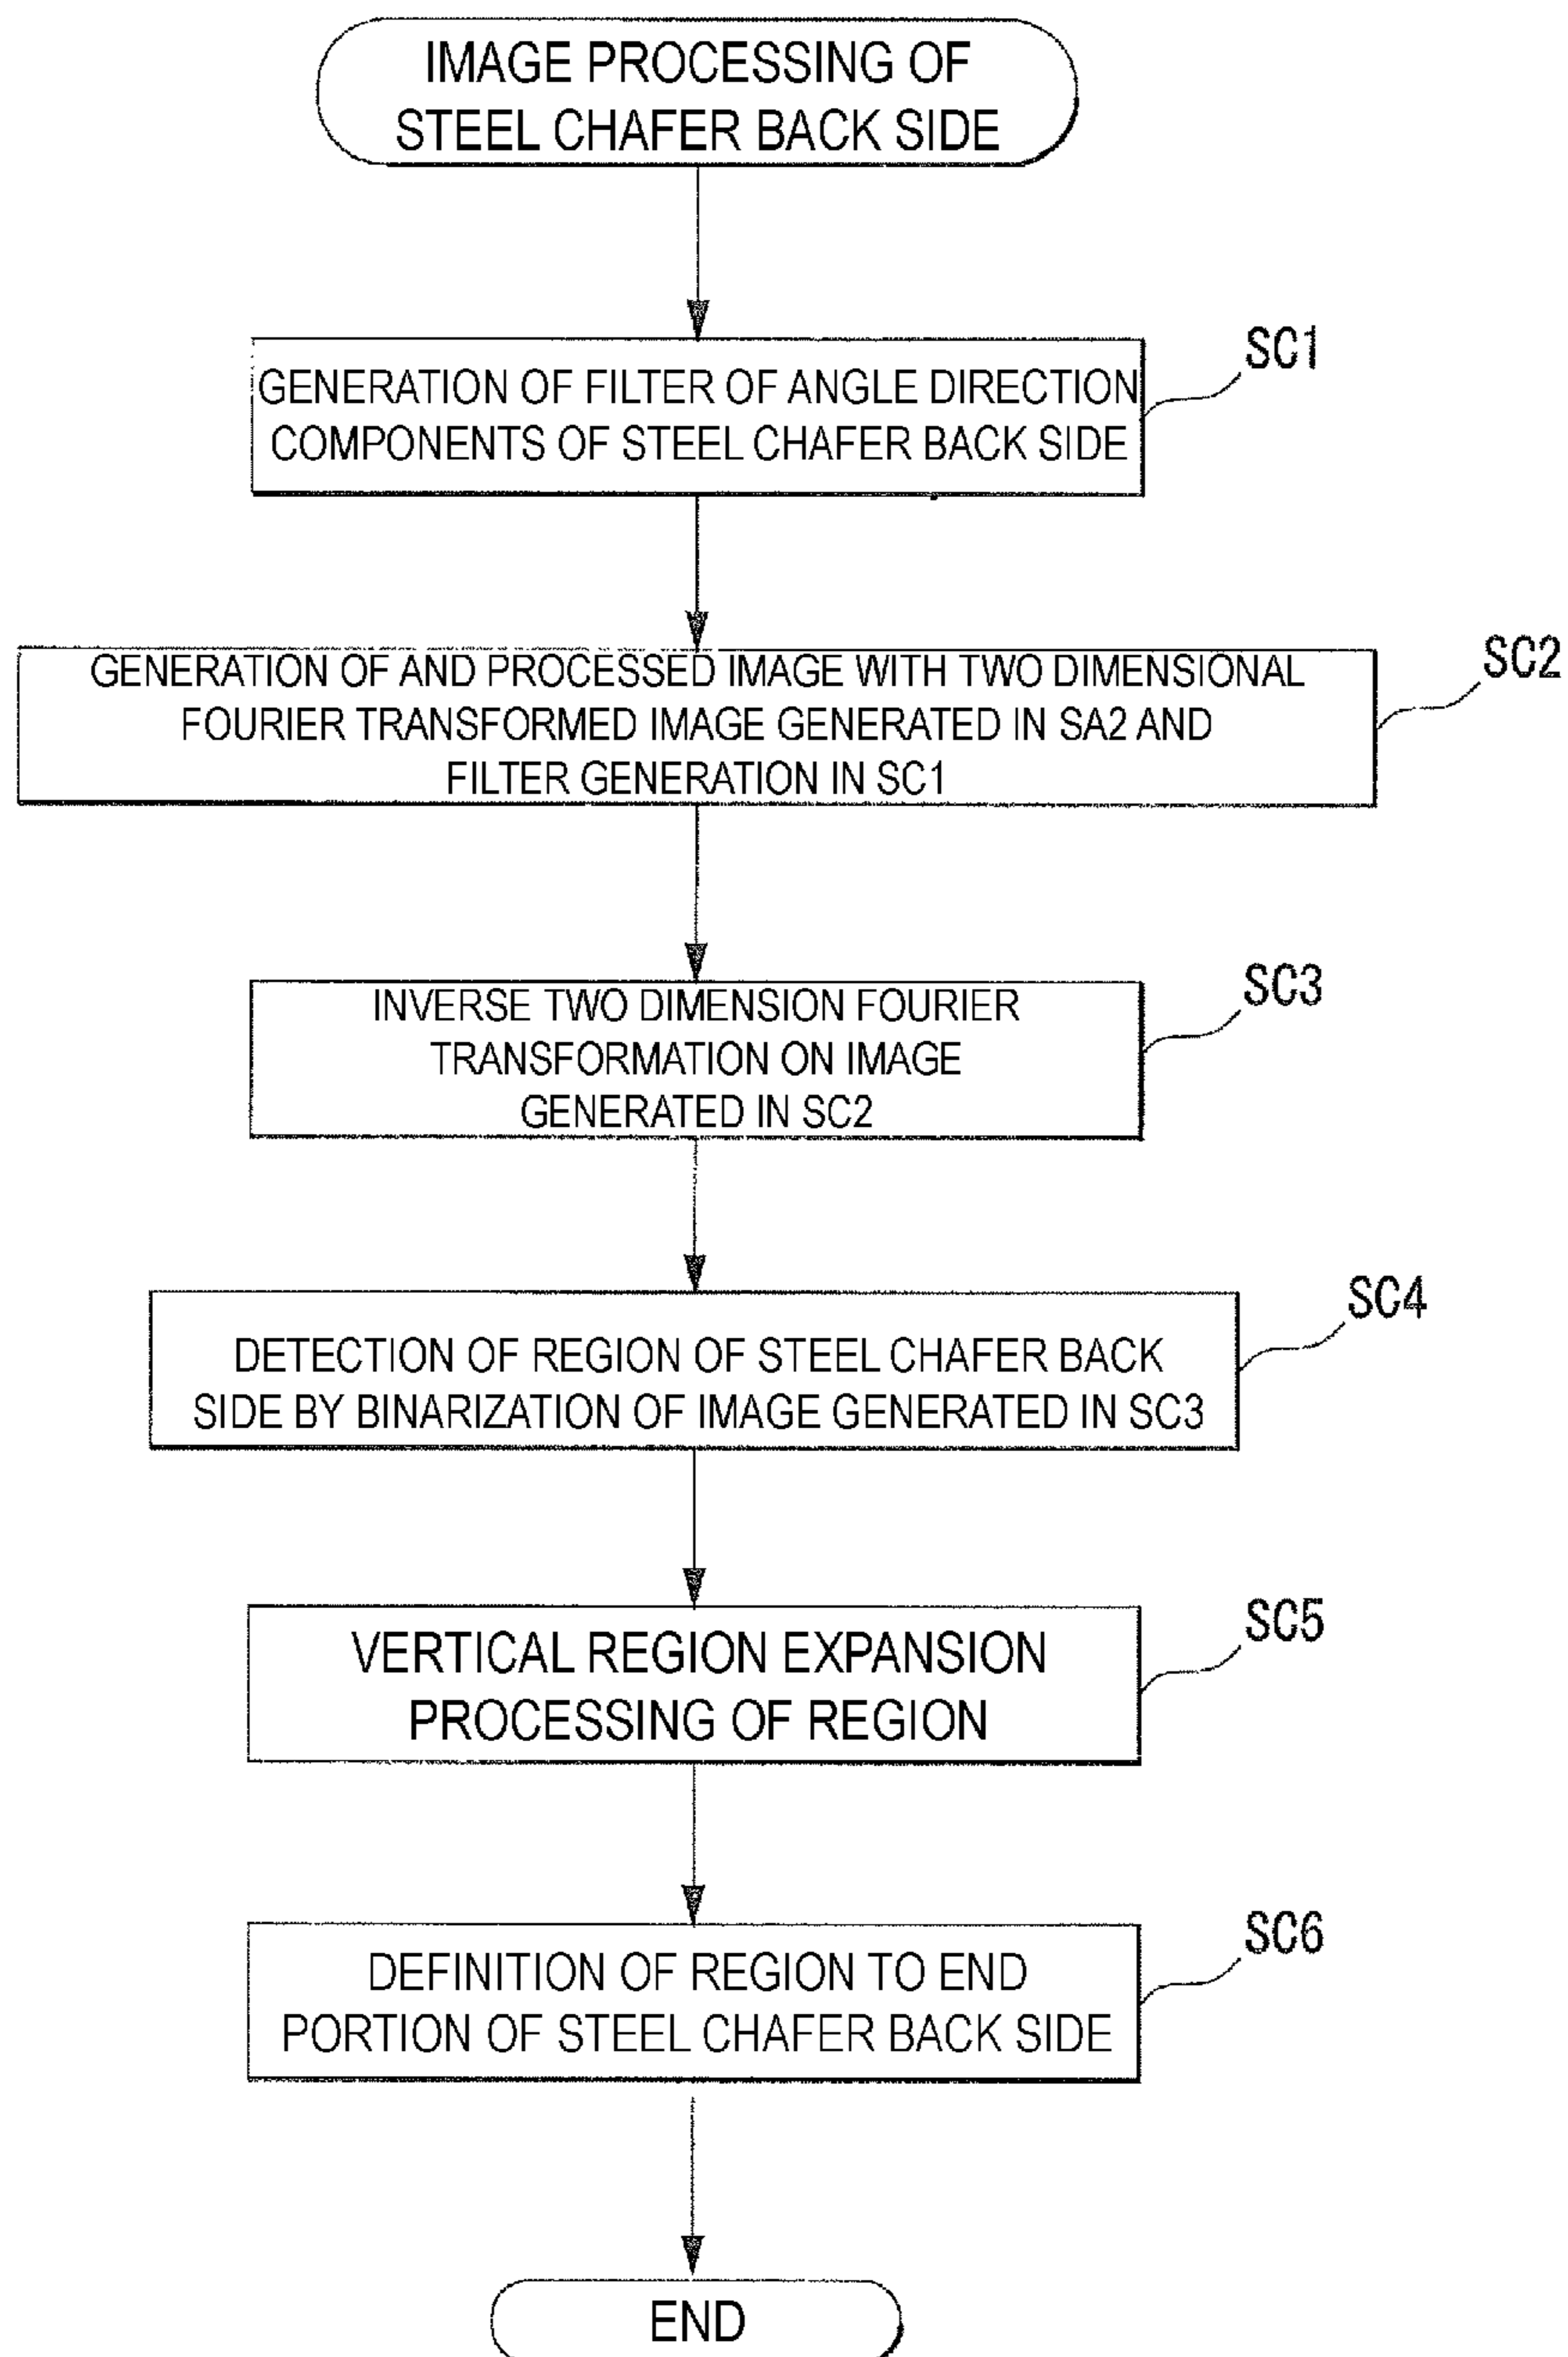 IMAGE PROCESSING OF
STEEL CHAFER BACK SIDE
SC1
GENERATION OF FILTER OF ANGLE DIRECTION
COMPONENTS OF STEEL CHAFER BACK SIDE
SC2
GENERATION OF AND PROCESSED IMAGE WITH TWO DIMENSIONAL
FOURIER TRANSFORMED IMAGE GENERATED IN SA2 AND
FILTER GENERATION IN SC1
SC3
INVERSE TWO DIMENSION FOURIER
TRANSFORMATION ON IMAGE
GENERATED IN SC2
SC4
DETECTION OF REGION OF STEEL CHAFER BACK
SIDE BY BINARIZATION OF IMAGE GENERATED IN SC3
SC5
VERTICAL REGION EXPANSION
PROCESSING OF REGION
SC6
DEFINITION OF REGION TO END
PORTION OF STEEL CHAFER BACK SIDE
END